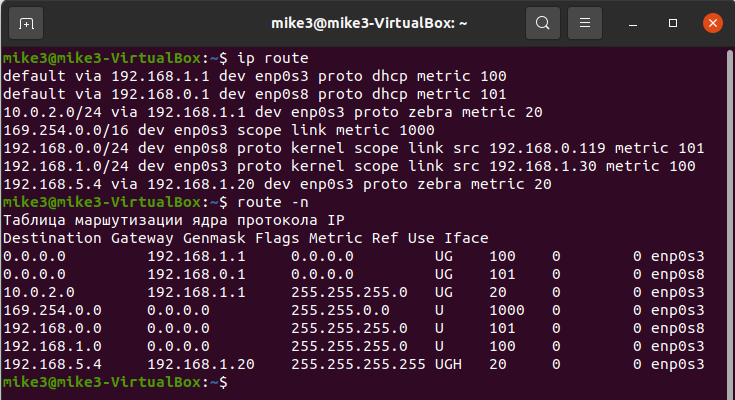 mike3@mike3-VirtualBox: ~
mike3@mike3-VirtualBox:~$ ip route
default via 192.168.1.1 dev enp0s3 proto dhcp metric 100
default via 192.168.0.1 dev enp0s8 proto dhcp metric 101
10.0.2.0/24 via 192.168.1.1 dev enp0s3 proto zebra metric 20
169.254.0.0/16 dev enp0s3 scope link metric 1000
192.168.0.0/24 dev enp0s8 proto kernel scope link src 192.168.0.119 metric 101
192.168.1.0/24 dev enp0s3 proto kernel scope link src 192.168.1.30 metric 100
192.168.5.4 via 192.168.1.20 dev enp0s3 proto zebra metric 20
mike3@mike3-VirtualBox:~$ route -n
Таблица маршутизации ядра протокола IP
Destination Gateway Genmask Flags Metric Ref Use Iface
0.0.0.0 192.168.1.1 0.0.0.0 UG 100 0 0 enp0s3
0.0.0.0 192.168.0.1 0.0.0.0 UG 101 0 0 enp0s8
10.0.2.0 192.168.1.1 255.255.255.0 UG 20 0 0 enp0s3
169.254.0.0 0.0.0.0 255.255.0.0 U 1000 0 0 enp0s3
192.168.0.0 0.0.0.0 255.255.255.0 U 101 0 0 enp0s8
192.168.1.0 0.0.0.0 255.255.255.0 U 100 0 0 enp0s3
192.168.5.4 192.168.1.20 255.255.255.255 UGH 20 0 0 enp0s3
mike3@mike3-VirtualBox:~$